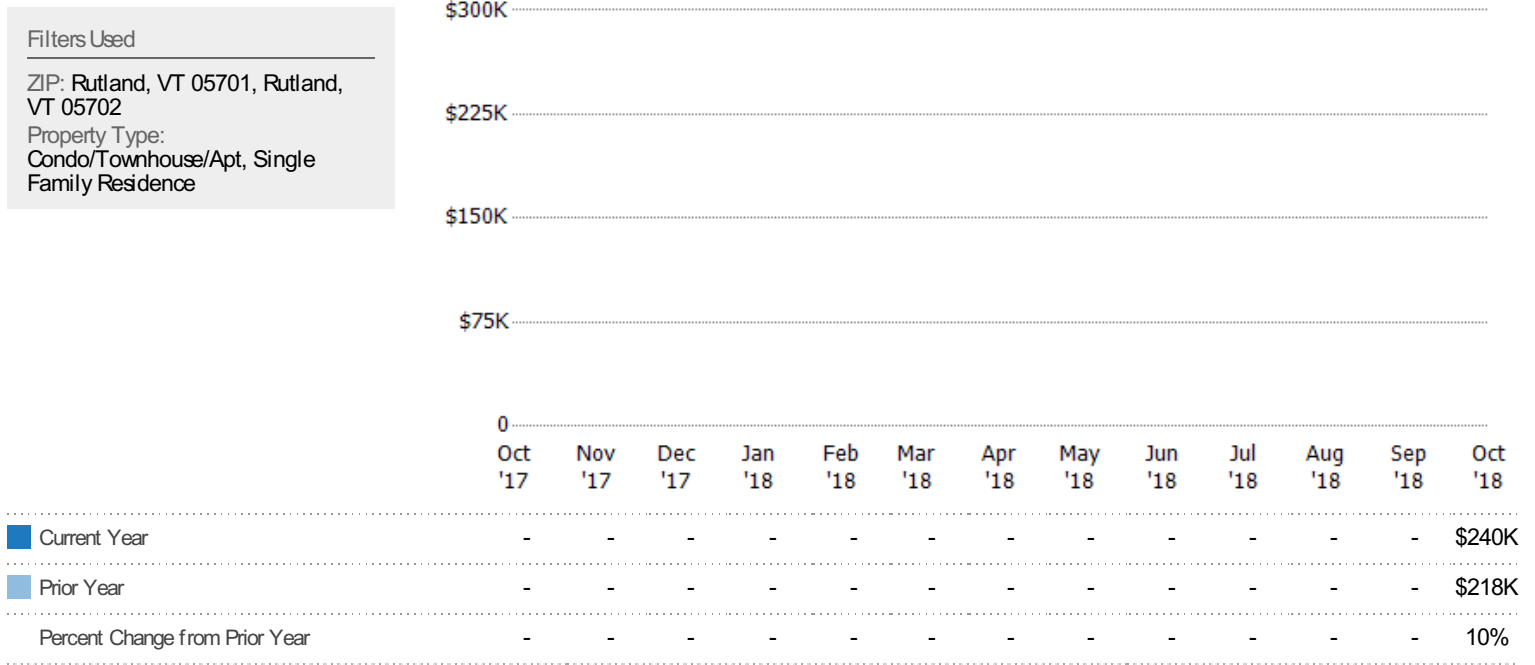 Filters Used
ZIP: Rutland, VT 05701, Rutland,
VT 05702
Property Type:
Condo/Townhouse/Apt, Single
Family Residence
$300K
$225K
$150K
$75K
0
Oct Nov Dec Jan Feb Mar Apr May Jun Jul Aug Sep Oct
'17 '17 '17 '18 '18 '18 '18 '18 '18 '18 '18 '18 '18
Current Year - - - - - - - - - - - - $240K
Prior Year - - - - - - - - - - - - $218K
Percent Change from Prior Year - - - - - - - - - - - - 10%